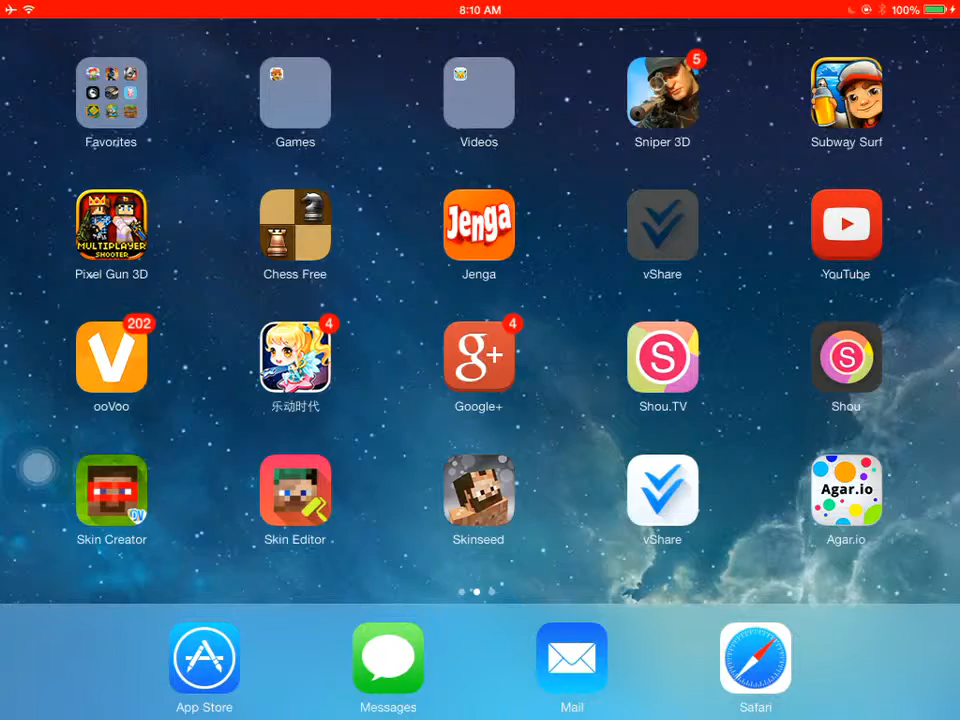 8:10 AM
100%
Favorites
Games
Videos
5
Sniper 3D
Subway Surf
MULTIPLAYER
SHOOTER
Pixel Gun 3D
Chess Free
Jenga
Jenga
vShare
YouTube
202
V
ooVoo
4
乐动时代
4
g+
Google+
S
Shou.TV
S
Shou
DV
Skin Creator
Skin Editor
Skinseed
vShare
Agar.io
Agar.io
App Store
Messages
Mail
Safari